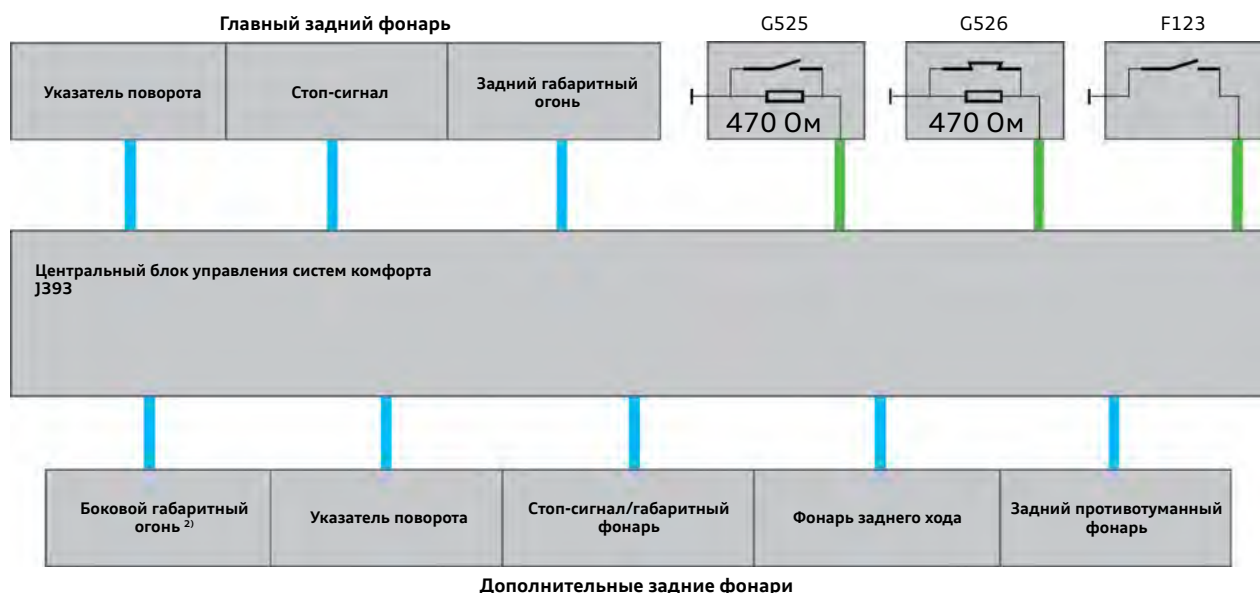 Главный задний фонарь
G525
G526
F123
Указатель поворота
Стоп-сигнал
Задний габаритный
огонь
470 Ом
470 Ом
Центральный блок управления систем комфорта
J393
Боковой габаритный
огонь 2)
Указатель поворота
Стоп-сигнал/габаритный
фонарь
Фонарь заднего хода
Задний противотуманный
фонарь
Дополнительные задние фонари